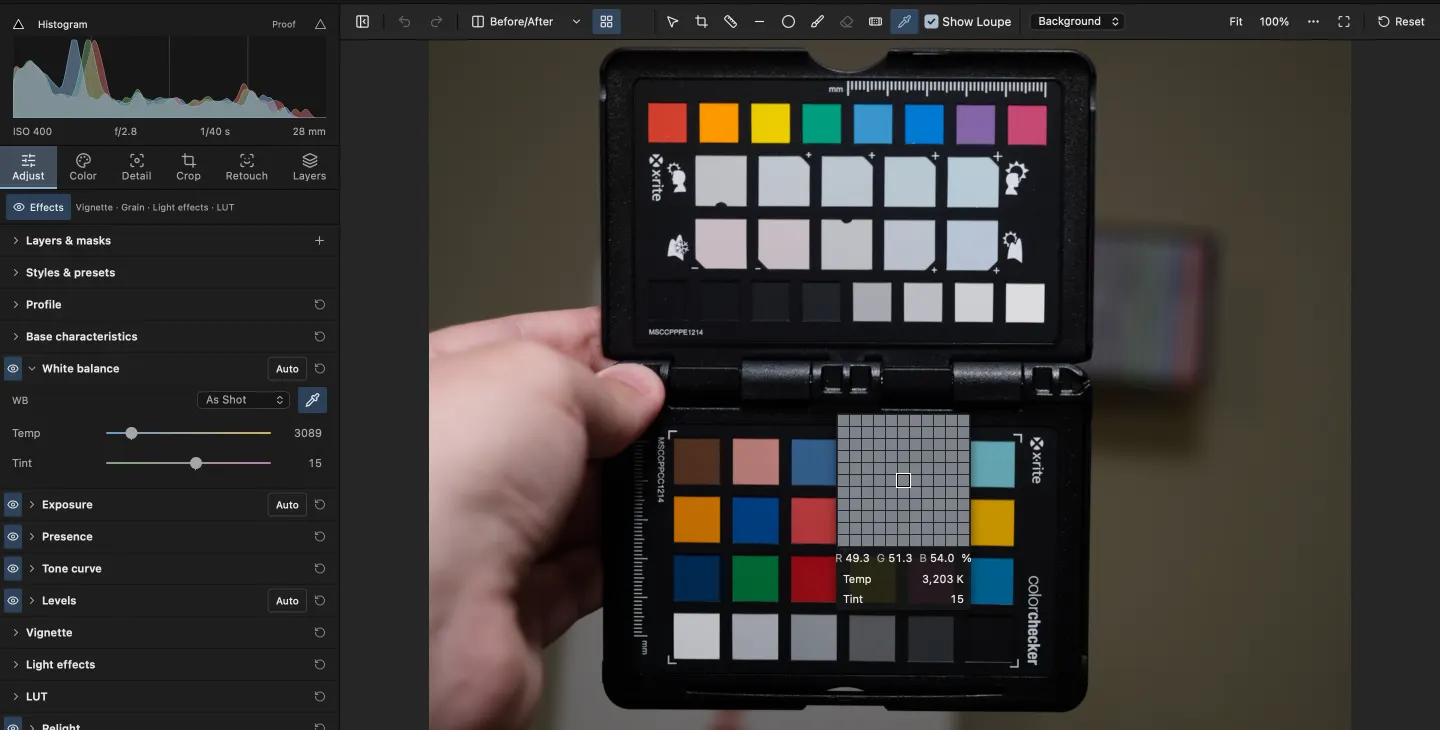 Histogram
Proof
ISO 400
f/2.8
1/40 s
28 mm
Adjust
Color
Detail
Crop
Retouch
Layers
Effects
Vignette · Grain · Light effects · LUT
Layers & masks
Styles & presets
Profile
Base characteristics
White balance
Auto
WB
As Shot
Temp
3089
Tint
15
Exposure
Auto
Presence
Tone curve
Levels
Auto
Vignette
Light effects
LUT
Relight
Before/After
Show Loupe
Background
Fit
100%
Reset
mm
x·rite
MSCCPPPE1214
MSCCPPCC1214
x·rite
R 49.3 G 51.3 B 54.0 %
Temp 3,203 K
Tint 15
colorchecker
mm